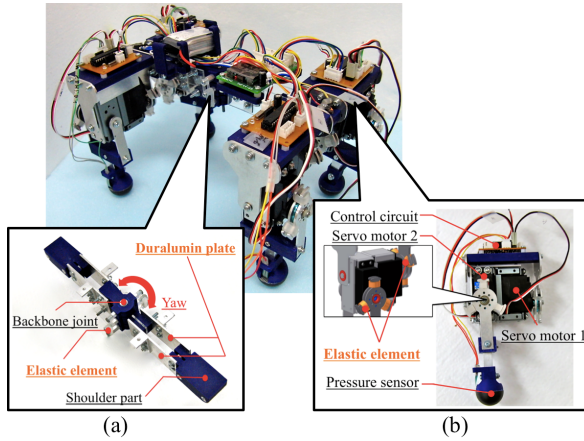 Control circuit
Servo motor 2
Duralumin plate
Yaw
Backbone joint
Elastic element
Shoulder part
Elastic element
Servo motor 1
Pressure sensor
(a)
(b)